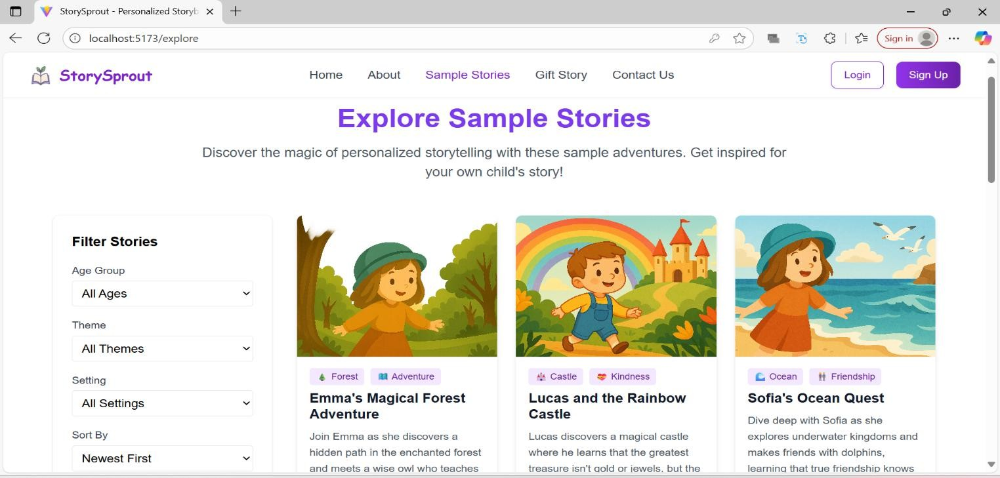 StorySprout - Personalized Storyb
localhost:5173/explore
Sign in
StorySprout
Home
About
Sample Stories
Gift Story
Contact Us
Login
Sign Up
Explore Sample Stories
Discover the magic of personalized storytelling with these sample adventures. Get inspired for
your own child's story!
Filter Stories
Age Group
All Ages
Theme
All Themes
Setting
All Settings
Sort By
Newest First
Forest
Adventure
Emma's Magical Forest
Adventure
Join Emma as she discovers a
hidden path in the enchanted forest
and meets a wise owl who teaches
Castle
Kindness
Lucas and the Rainbow
Castle
Lucas discovers a magical castle
where he learns that the greatest
treasure isn't gold or jewels, but the
Ocean
Friendship
Sofia's Ocean Quest
Dive deep with Sofia as she
explores underwater kingdoms and
makes friends with dolphins,
learning that true friendship knows